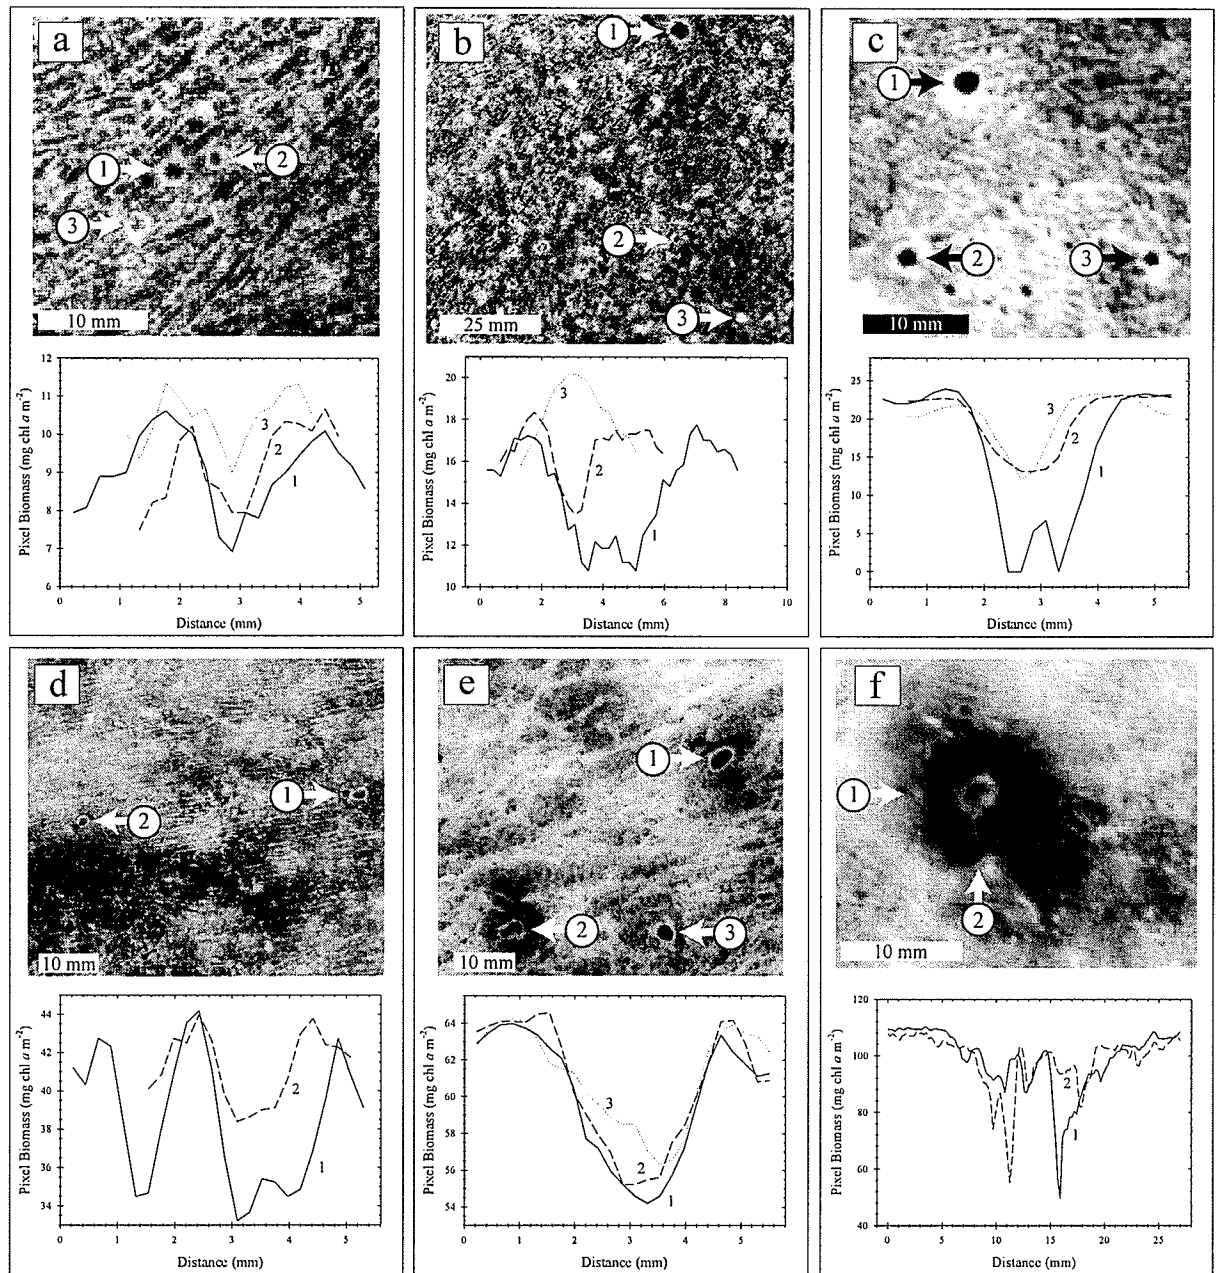 a
1
2
3
10 mm
b
1
2
3
25 mm
c
1
2
3
10 mm
12
11
10
9
8
7
6
Pixel Biomass (mg chl a m-2)
3
2
1
0 1 2 3 4 5
Distance (mm)
20
18
16
14
12
10
Pixel Biomass (mg chl a m-2)
3
2
1
0 2 4 6 8 10
Distance (mm)
25
20
15
10
5
0
Pixel Biomass (mg chl a m-2)
3
2
1
0 1 2 3 4 5
Distance (mm)
d
1
2
10 mm
e
1
2
3
10 mm
f
1
2
10 mm
44
42
40
38
36
34
Pixel Biomass (mg chl a m-2)
2
1
0 1 2 3 4 5
Distance (mm)
64
62
60
58
56
54
Pixel Biomass (mg chl a m-2)
3
2
1
0 1 2 3 4 5
Distance (mm)
120
100
80
60
40
Pixel Biomass (mg chl a m-2)
2
1
0 5 10 15 20 25
Distance (mm)